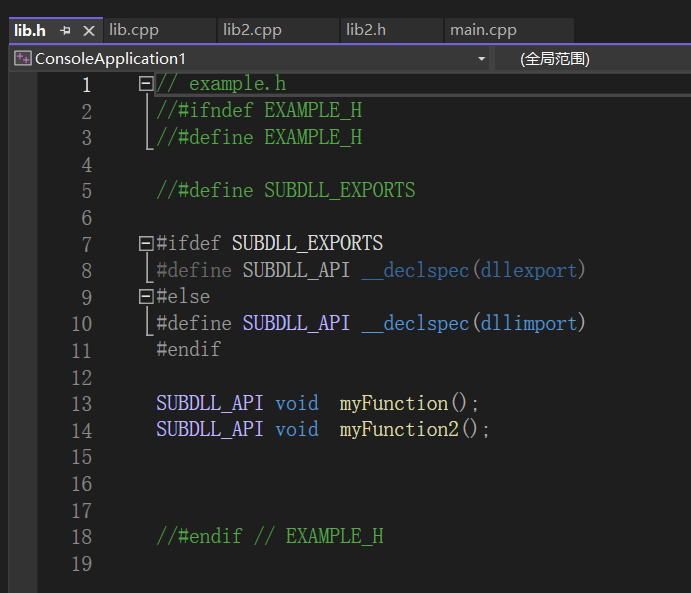 lib.h lib.cpp lib2.cpp lib2.h main.cpp
ConsoleApplication1 (全局范围)
1 // example.h
2 //#ifndef EXAMPLE_H
3 //#define EXAMPLE_H
4
5 //#define SUBDLL_EXPORTS
6
7 #ifdef SUBDLL_EXPORTS
8 #define SUBDLL_API __declspec(dllexport)
9 #else
10 #define SUBDLL_API __declspec(dllimport)
11 #endif
12
13 SUBDLL_API void  myFunction();
14 SUBDLL_API void  myFunction2();
15
16
17
18 //#endif // EXAMPLE_H
19